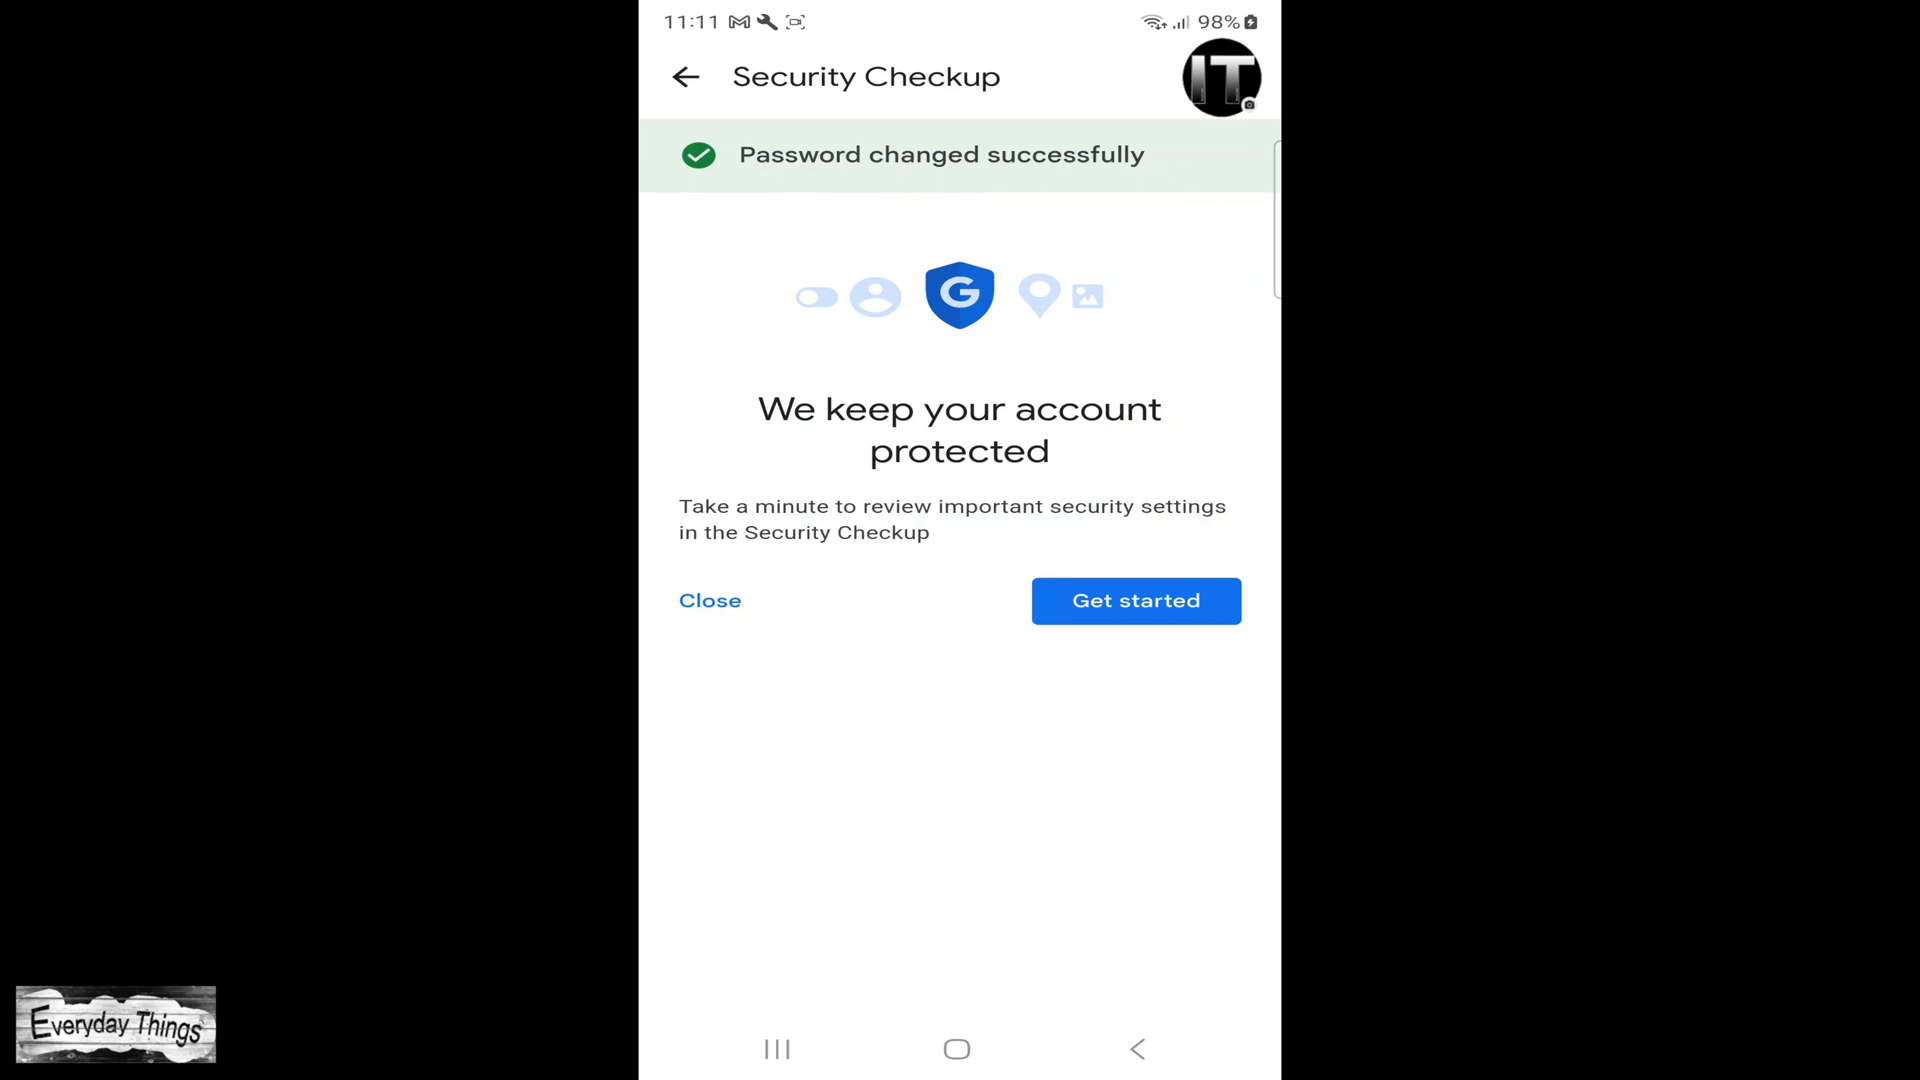 11:11
98%
Security Checkup
IT
Password changed successfully
G
We keep your account
protected
Take a minute to review important security settings
in the Security Checkup
Close
Get started
Everyday Things